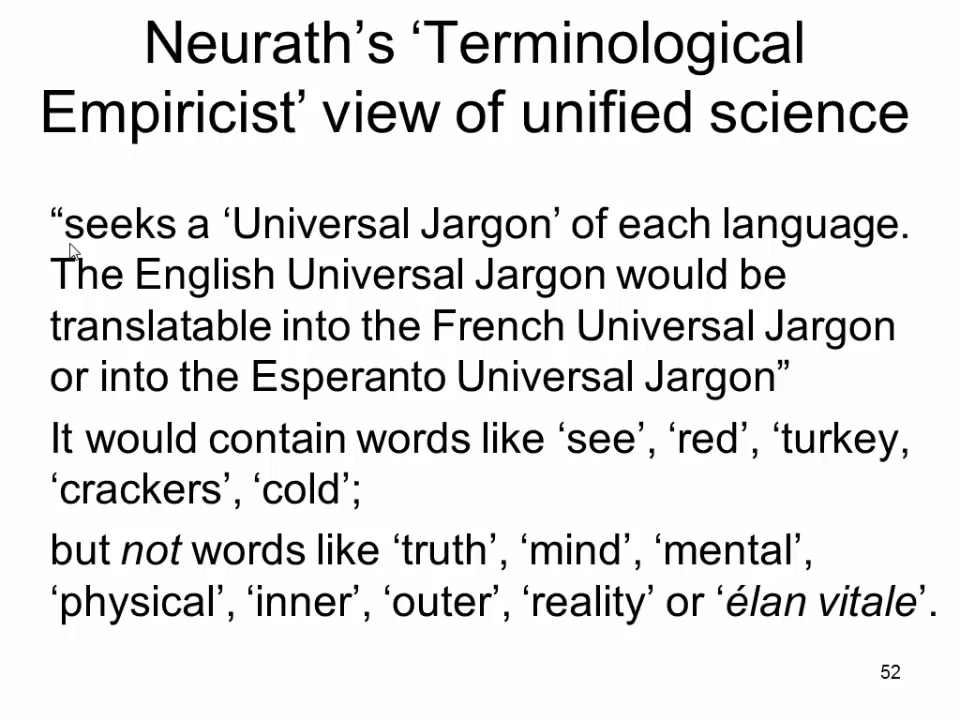 Neurath’s ‘Terminological
Empiricist’ view of unified science
“seeks a ‘Universal Jargon’ of each language.
The English Universal Jargon would be
translatable into the French Universal Jargon
or into the Esperanto Universal Jargon”
It would contain words like ‘see’, ‘red’, ‘turkey,
‘crackers’, ‘cold’;
but not words like ‘truth’, ‘mind’, ‘mental’,
‘physical’, ‘inner’, ‘outer’, ‘reality’ or ‘élan vitale’.
52